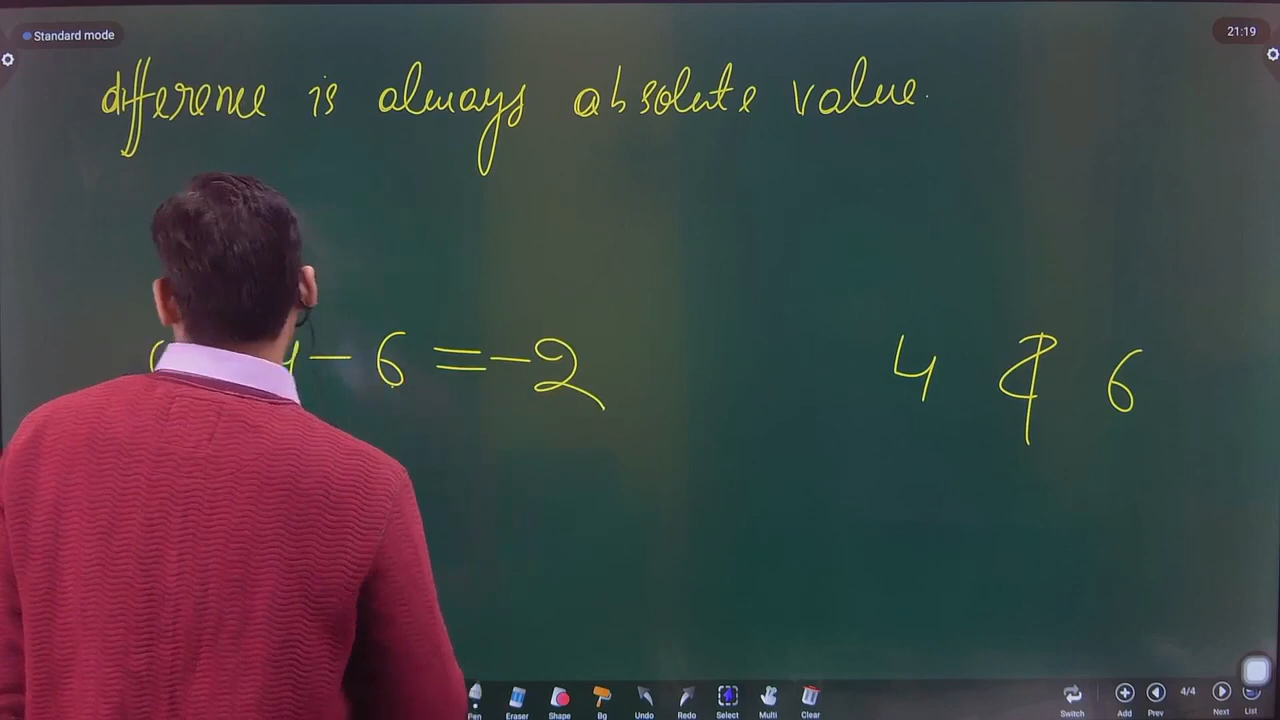 Standard mode
21:19
difference is always absolute value.
4 - 6 = -2
4 & 6
Pen Eraser Shape Bg Undo Redo Select Multi Clear Switch Add Prev 4/4 Next List